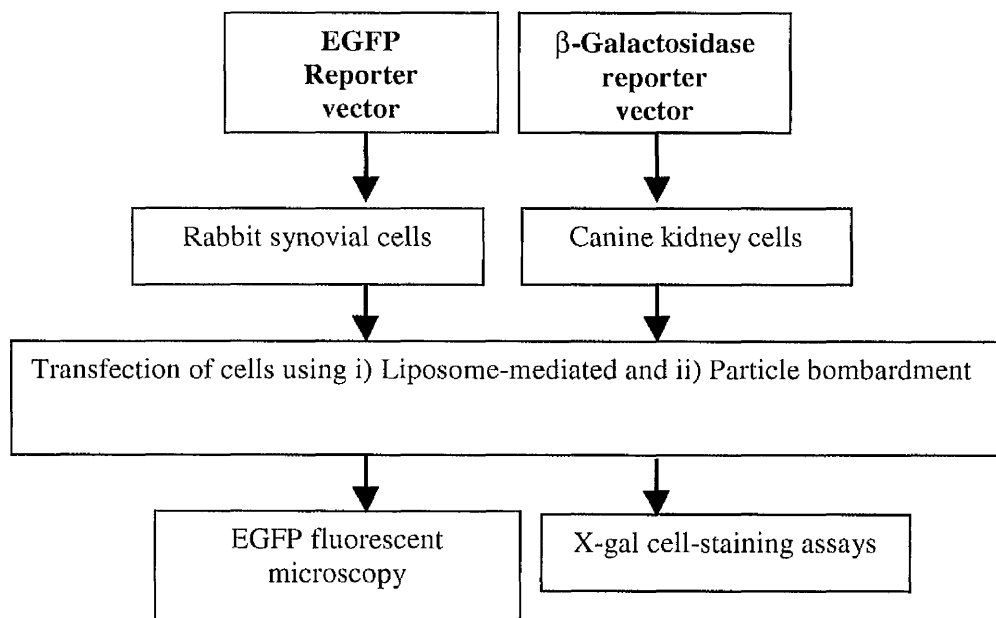 EGFP
Reporter
vector
β-Galactosidase
reporter
vector
Rabbit synovial cells
Canine kidney cells
Transfection of cells using i) Liposome-mediated and ii) Particle bombardment
EGFP fluorescent
microscopy
X-gal cell-staining assays